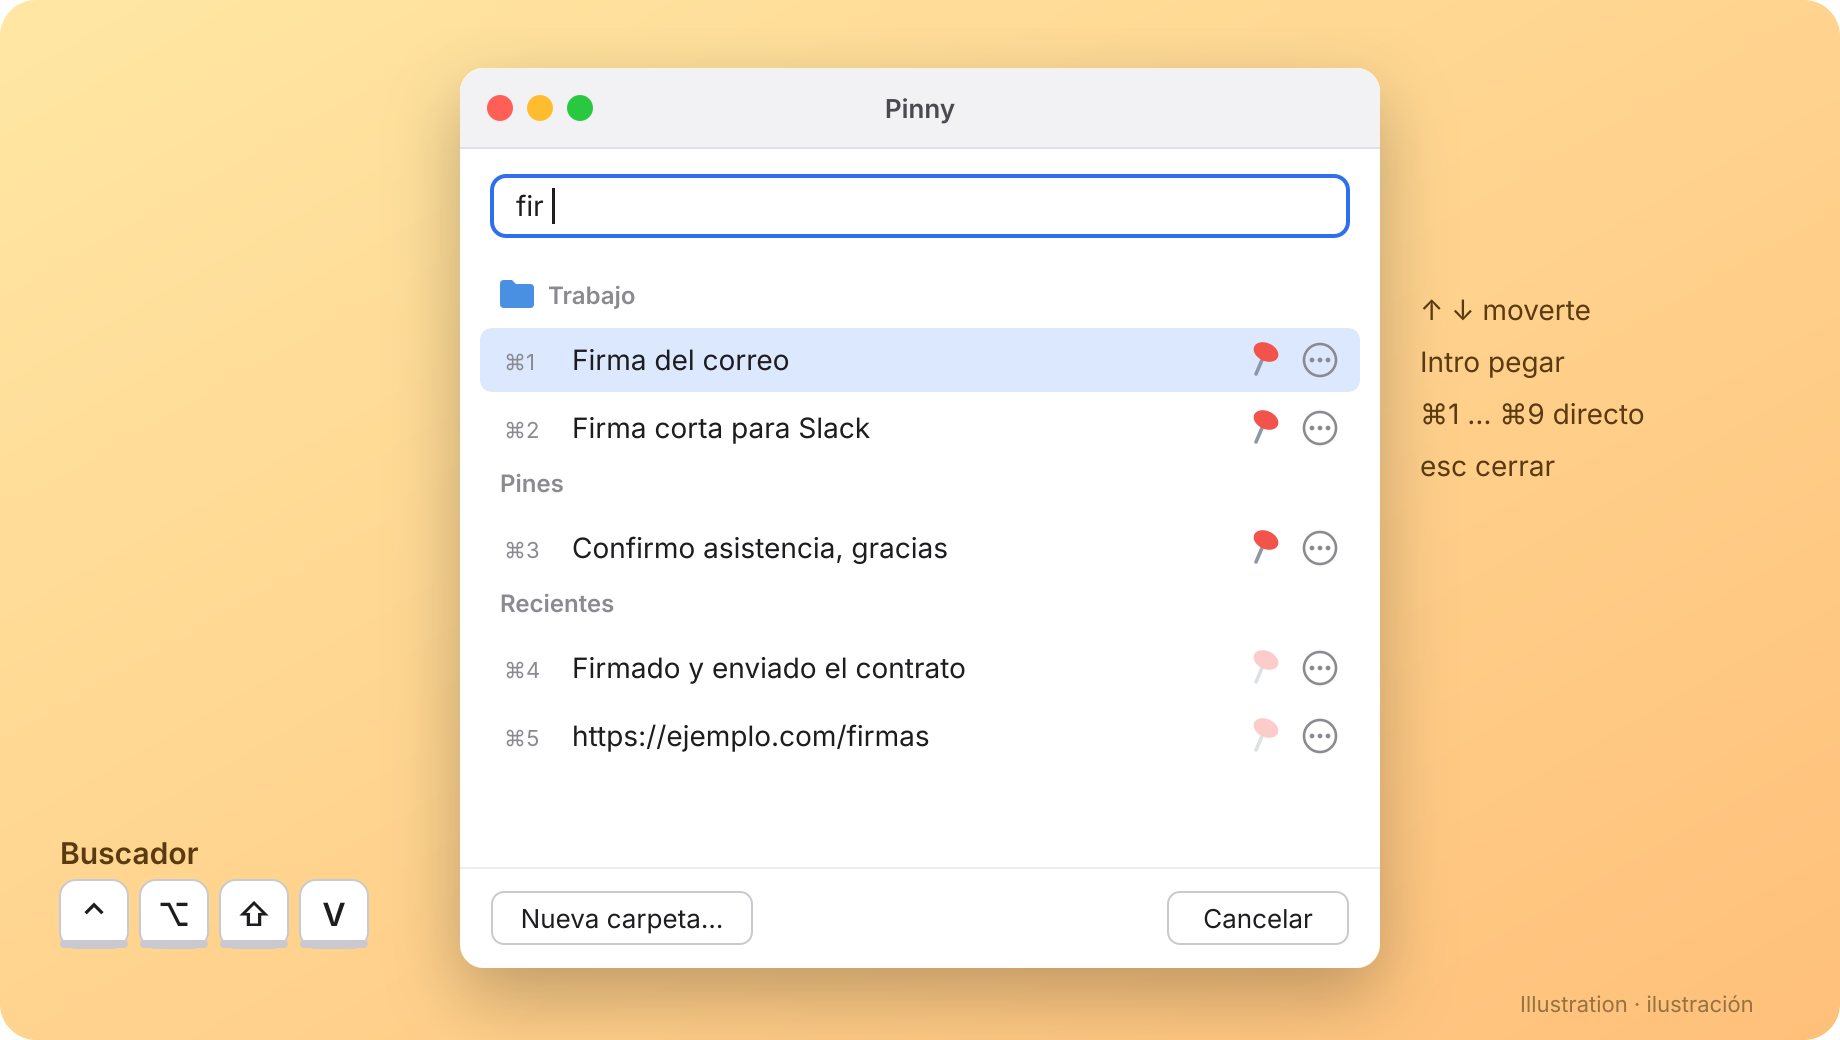 Pinny
fir
Trabajo
⌘1 Firma del correo
⌘2 Firma corta para Slack
Pines
⌘3 Confirmo asistencia, gracias
Recientes
⌘4 Firmado y enviado el contrato
⌘5 https://ejemplo.com/firmas
Nueva carpeta...
Cancelar
↑ ↓ moverte
Intro pegar
⌘1 ... ⌘9 directo
esc cerrar
Buscador
^ ⌥ ⇧ V
Illustration · ilustración